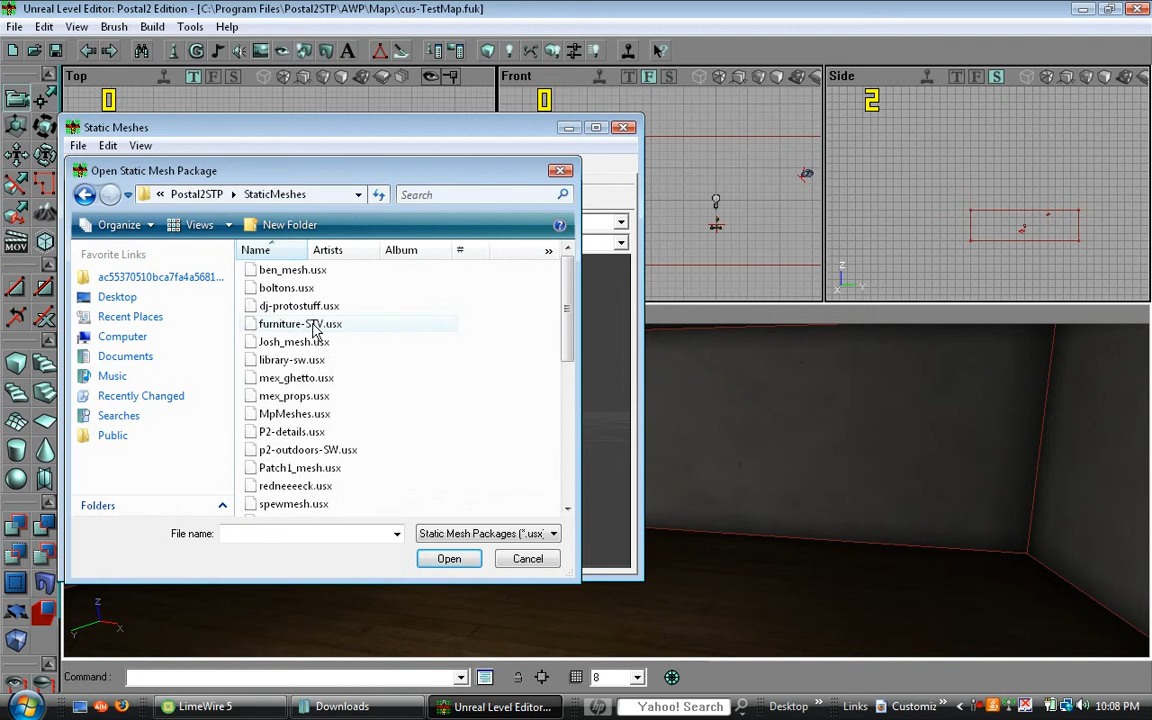 Unreal Level Editor: Postal2 Edition - [C:\Program Files\Postal2STP\AWP\Maps\cus-TestMap.fuk]
File Edit View Brush Build Tools Help
Top
T F S
Front
T F S
Side
T F S
0
0
2
Static Meshes
File Edit View
Open Static Mesh Package
« Postal2STP StaticMeshes
Search
Organize Views New Folder
Favorite Links
ac55370510bca7fa4a5681...
Desktop
Recent Places
Computer
Documents
Music
Recently Changed
Searches
Public
Folders
Name Artists Album # »
ben_mesh.usx
boltons.usx
dj-protostuff.usx
furniture-STV.usx
Josh_mesh.usx
library-sw.usx
mex_ghetto.usx
mex_props.usx
MpMeshes.usx
P2-details.usx
p2-outdoors-SW.usx
Patch1_mesh.usx
redneeeeck.usx
spewmesh.usx
File name:
Static Mesh Packages (*.usx)
Open Cancel
Z
X
Y
Z
Y
MOV
Command :
8
LimeWire 5 Downloads Unreal Level Editor:... Yahoo! Search Desktop » Links Customiz » 10:08 PM